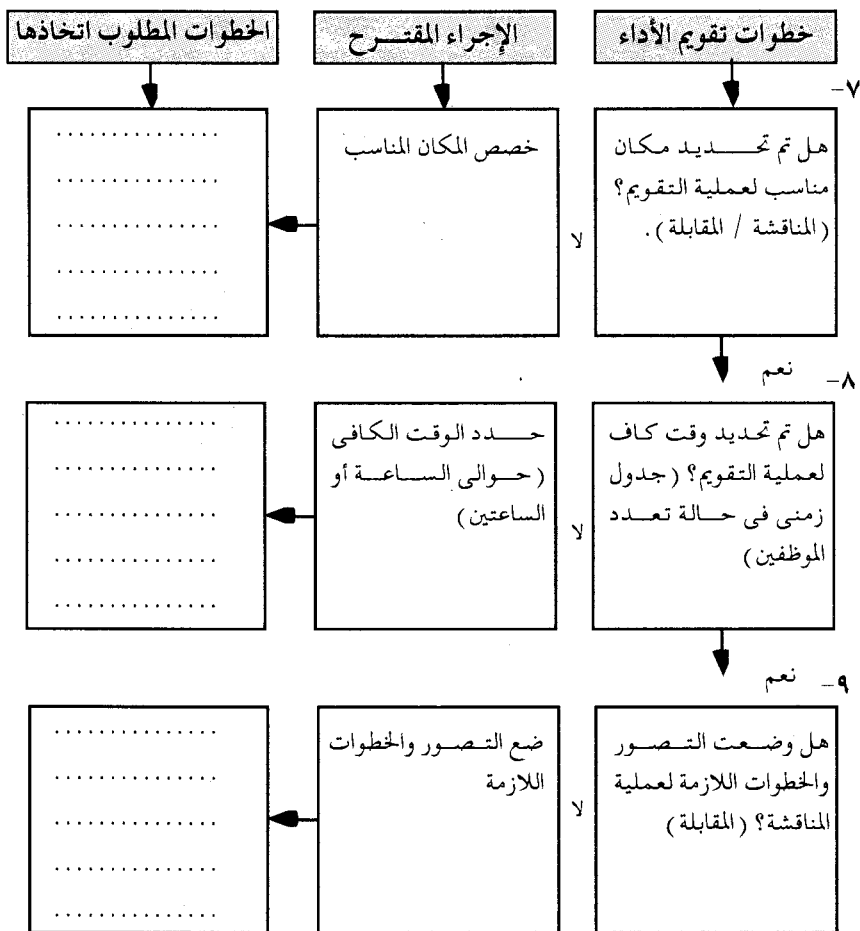 خطوات تقويم الأداء
الإجراء المقترح
الخطوات المطلوب اتخاذها
٧-
هل تم تحديد مكان
مناسب لعملية التقويم؟
(المناقشة / المقابلة).
لا
خصص المكان المناسب
...............
...............
...............
...............
...............
نعم
٨-
هل تم تحديد وقت كاف
لعملية التقويم؟ (جدول
زمنى فى حالة تعدد
الموظفين)
لا
حدد الوقت الكافى
(حوالى الساعة أو
الساعتين)
...............
...............
...............
...............
...............
نعم
٩-
هل وضعت التصور
والخطوات اللازمة لعملية
المناقشة؟ (المقابلة)
لا
ضع التصور والخطوات
اللازمة
...............
...............
...............
...............
...............